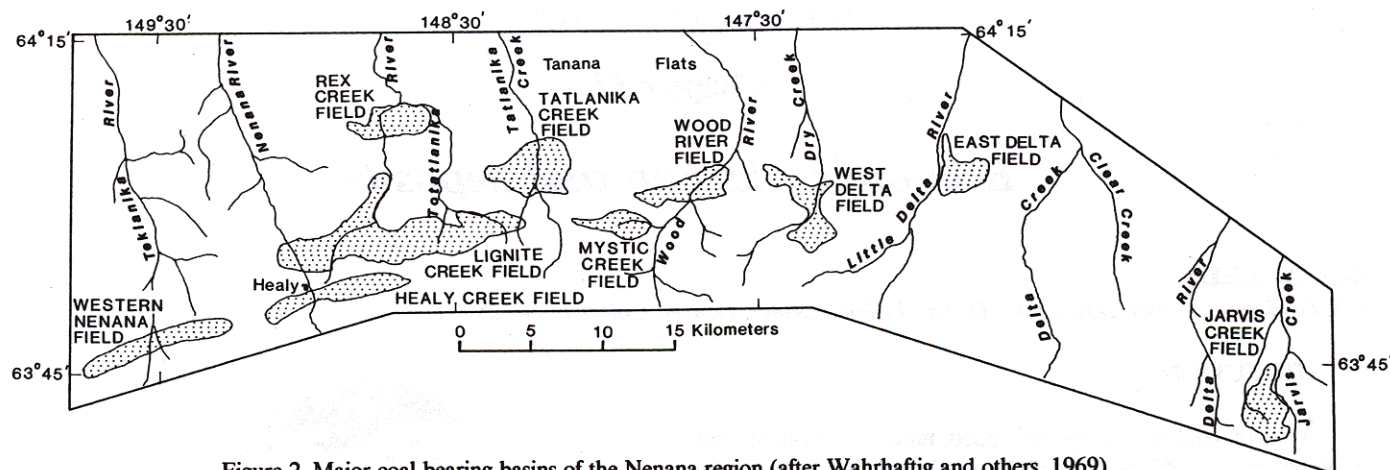 149°30′
148°30′
147°30′
64°15′
64°15′
River
Teklanika
Nenana River
REX
CREEK
FIELD
River
Totatlanika
Tatlanika
Creek
Tanana Flats
TATLANIKA
CREEK
FIELD
WOOD
RIVER
FIELD
River
Wood
Dry Creek
WEST
DELTA
FIELD
River
Little Delta
EAST DELTA
FIELD
Creek
Delta
Clear
Creek
LIGNITE
CREEK FIELD
MYSTIC
CREEK
FIELD
Healy
HEALY CREEK FIELD
WESTERN
NENANA
FIELD
0 5 10 15 Kilometers
River
Delta
JARVIS
CREEK
FIELD
Creek
Jarvis
63°45′
63°45′
Figure 2. Major coal-bearing basins of the Nenana region (after Wahrhaftig and others, 1969).